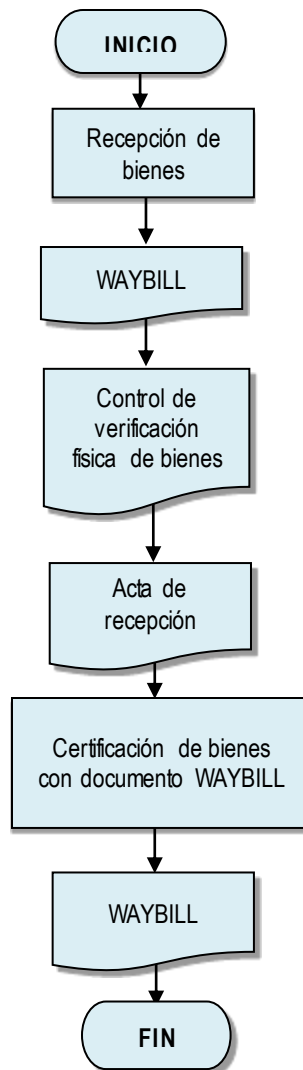 INICIO
Recepción de
bienes
WAYBILL
Control de
verificación
física de bienes
Acta de
recepción
Certificación de bienes
con documento WAYBILL
WAYBILL
FIN